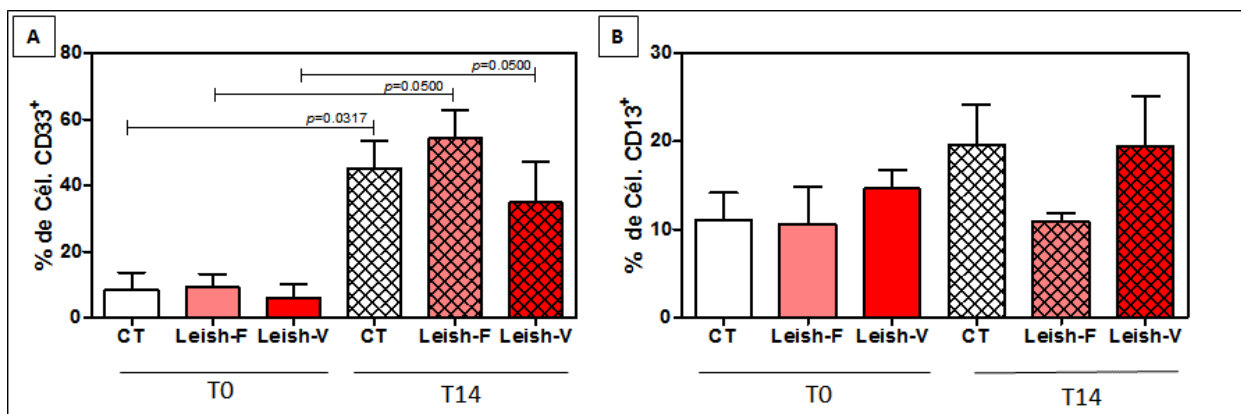 A
% de Cél. CD33+
80
60
40
20
0
p=0.0500
p=0.0500
p=0.0317
CT Leish-F Leish-V CT Leish-F Leish-V
T0 T14
B
% de Cél. CD13+
30
20
10
0
CT Leish-F Leish-V CT Leish-F Leish-V
T0 T14